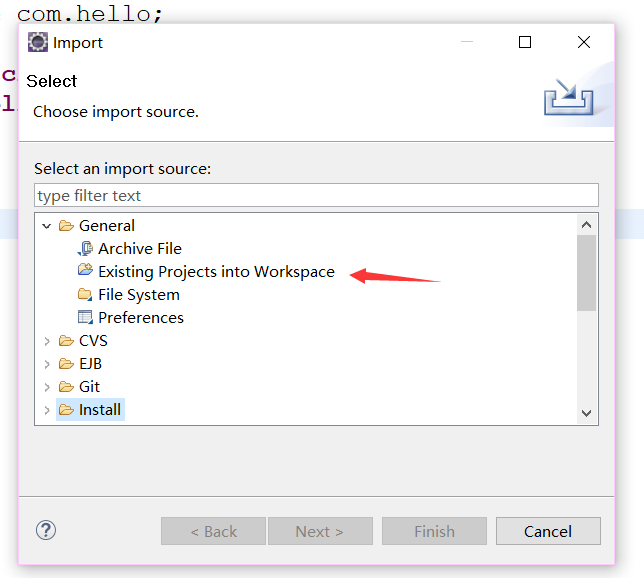 com.hello;
Import
Select
Choose import source.
Select an import source:
type filter text
General
Archive File
Existing Projects into Workspace
File System
Preferences
CVS
EJB
Git
Install
?
< Back
Next >
Finish
Cancel